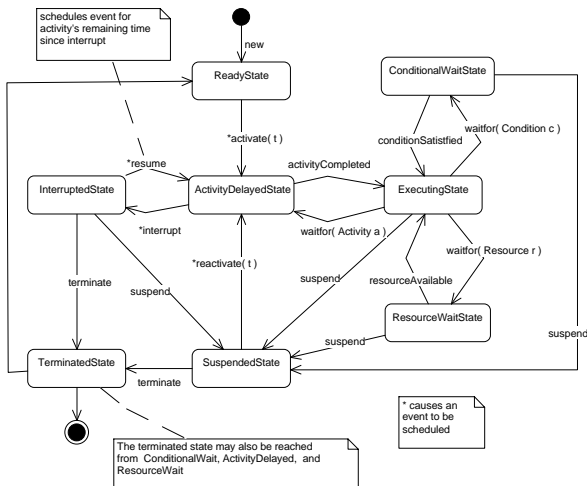 schedules event for
activity's remaining time
since interrupt
new
ReadyState
ConditionalWaitState
*activate( t )
conditionSatistfied
waitfor( Condition c )
*resume
activityCompleted
InterruptedState
ActivityDelayedState
ExecutingState
*interrupt
waitfor( Activity a )
*reactivate( t )
waitfor( Resource r )
terminate
suspend
suspend
resourceAvailable
ResourceWaitState
suspend
suspend
TerminatedState
SuspendedState
terminate
* causes an
event to be
scheduled
The terminated state may also be reached
from ConditionalWait, ActivityDelayed, and
ResourceWait